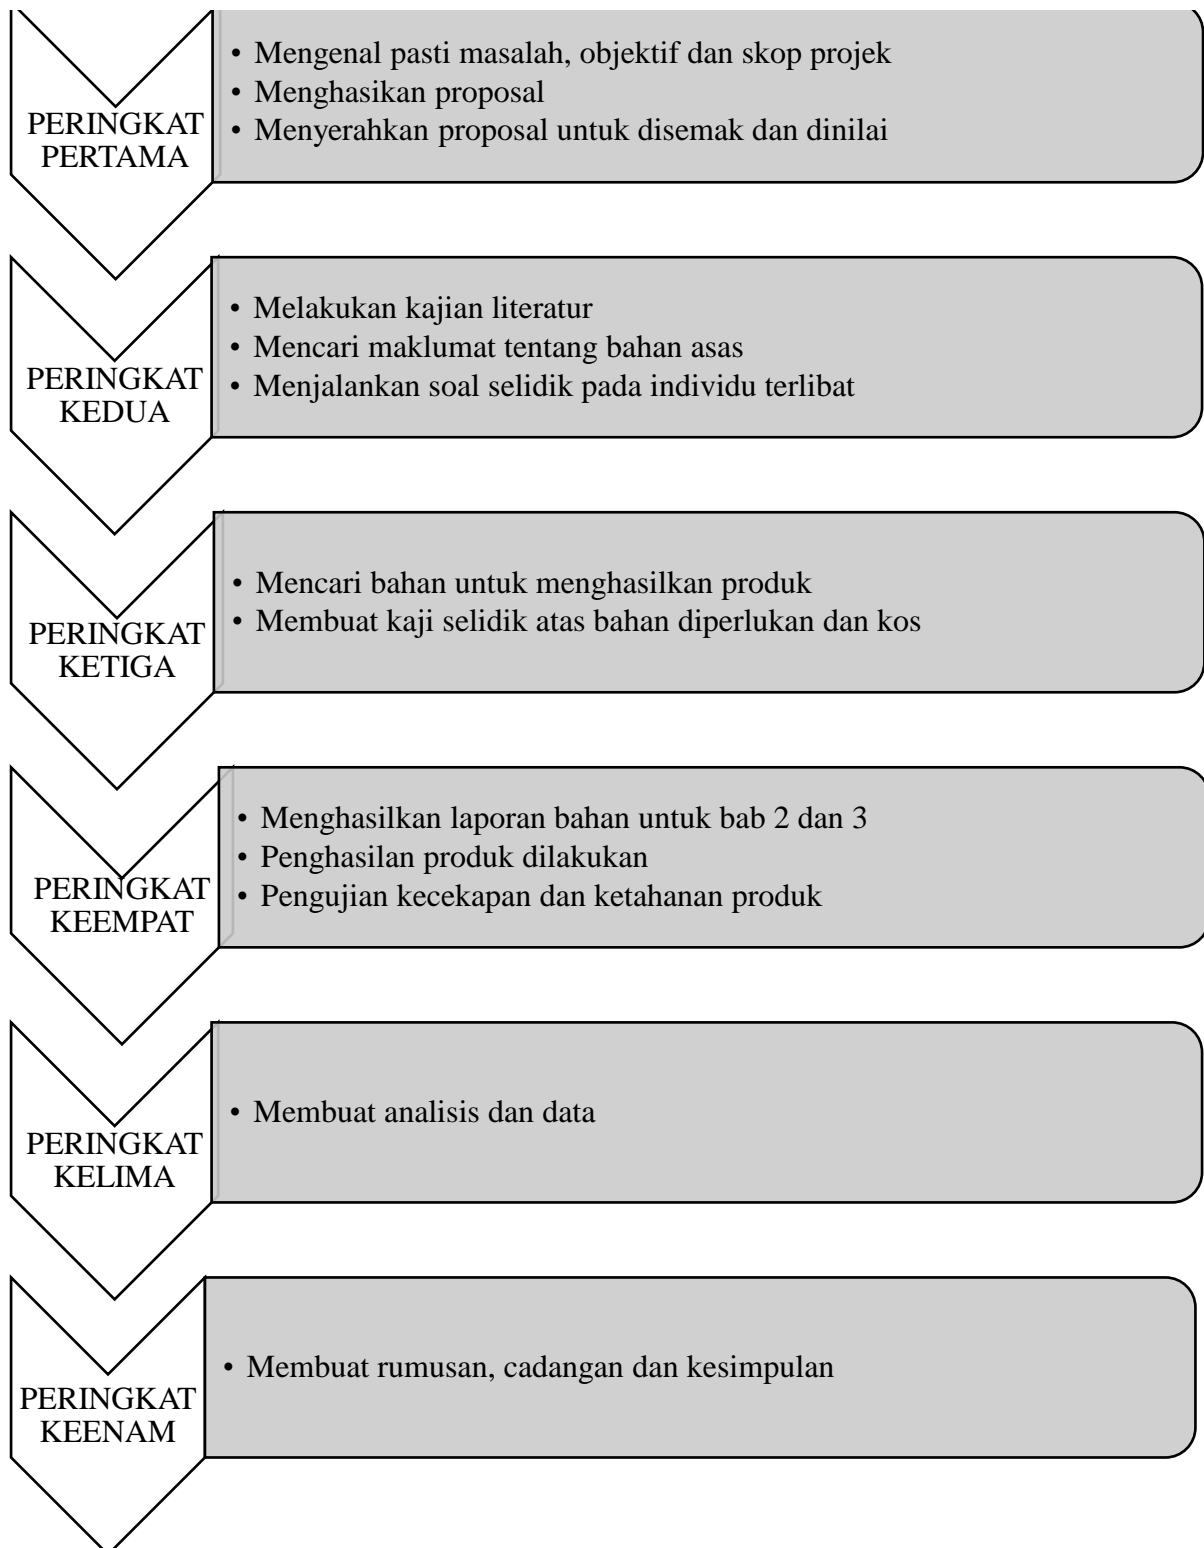 PERINGKAT
PERTAMA
• Mengenal pasti masalah, objektif dan skop projek
• Menghasikan proposal
• Menyerahkan proposal untuk disemak dan dinilai
PERINGKAT
KEDUA
• Melakukan kajian literatur
• Mencari maklumat tentang bahan asas
• Menjalankan soal selidik pada individu terlibat
PERINGKAT
KETIGA
• Mencari bahan untuk menghasilkan produk
• Membuat kaji selidik atas bahan diperlukan dan kos
PERINGKAT
KEEMPAT
• Menghasilkan laporan bahan untuk bab 2 dan 3
• Penghasilan produk dilakukan
• Pengujian kecekapan dan ketahanan produk
PERINGKAT
KELIMA
• Membuat analisis dan data
PERINGKAT
KEENAM
• Membuat rumusan, cadangan dan kesimpulan